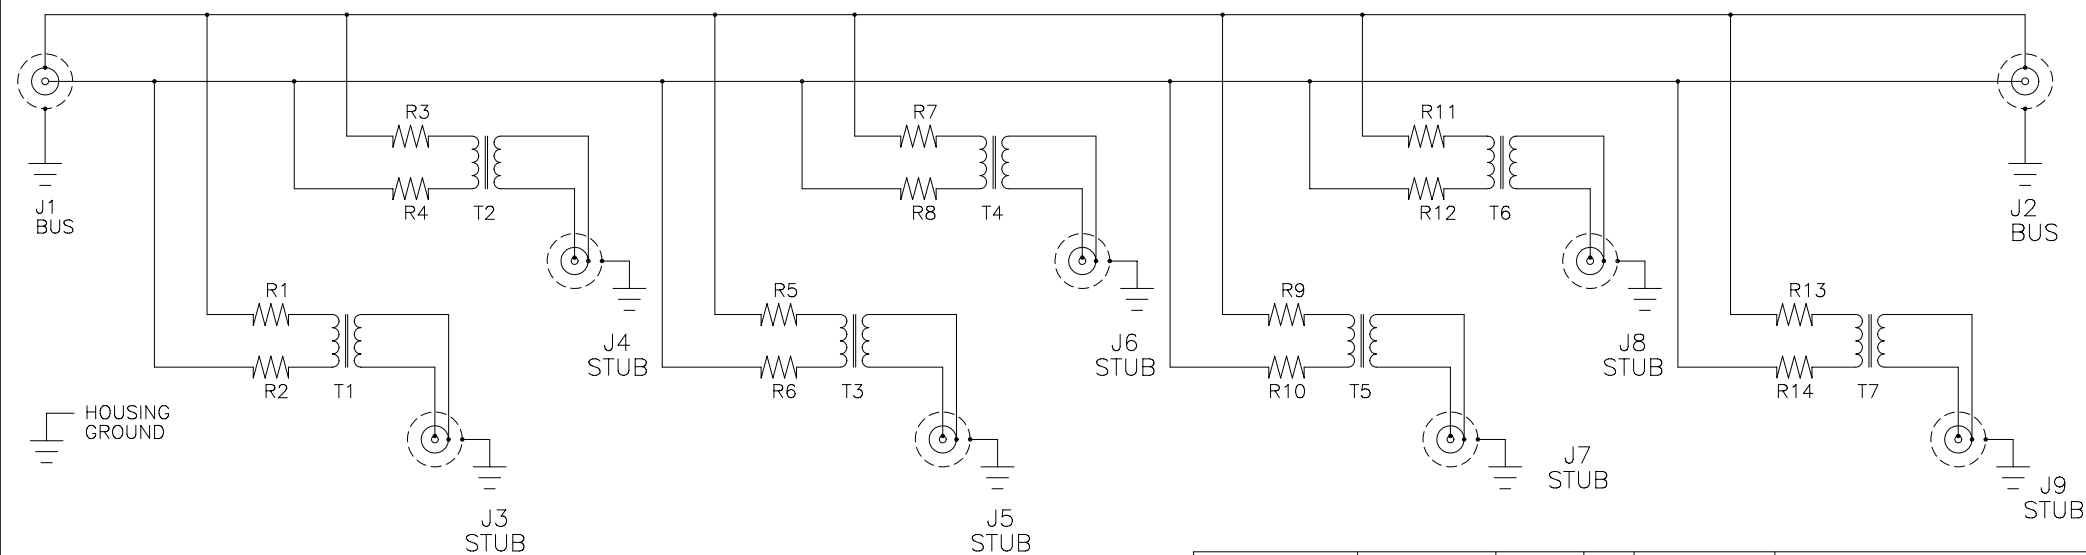 R3
R7
R11
J1
BUS
R4
T2
R8
T4
R12
T6
J2
BUS
R1
R5
R9
R13
J4
STUB
J6
STUB
J8
STUB
R2
T1
R6
T3
R10
T5
R14
T7
HOUSING
GROUND
J7
STUB
J9
STUB
J3
STUB
J5
STUB